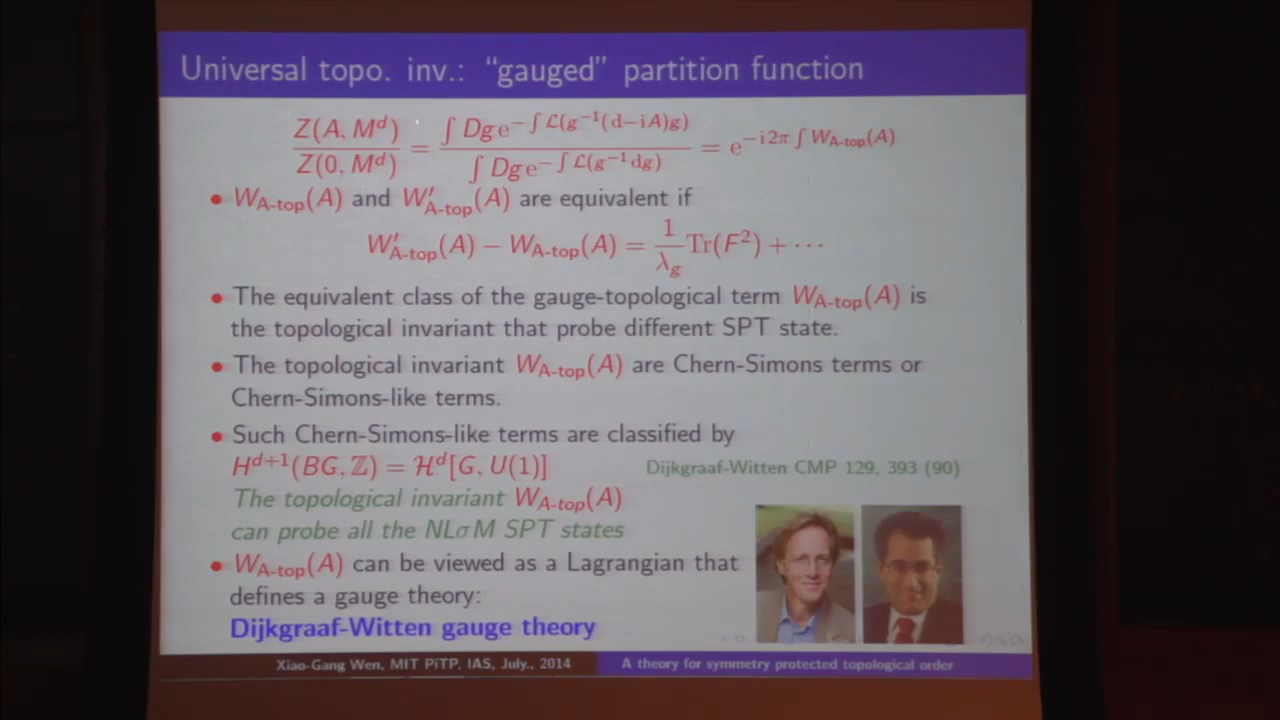 Universal topo. inv.: “gauged” partition function
Z(A, M^d) / Z(0, M^d) = ∫ Dg e^{−∫ L(g^{−1}(d−iA)g)} / ∫ Dg e^{−∫ L(g^{−1}dg)} = e^{−i2π ∫ W_{A-top}(A)}
• W_{A-top}(A) and W′_{A-top}(A) are equivalent if
W′_{A-top}(A) − W_{A-top}(A) = 1/λ_g Tr(F^2) + ⋯
• The equivalent class of the gauge-topological term W_{A-top}(A) is
the topological invariant that probe different SPT state.
• The topological invariant W_{A-top}(A) are Chern-Simons terms or
Chern-Simons-like terms.
• Such Chern-Simons-like terms are classified by
H^{d+1}(BG, ℤ) = ℋ^d[G, U(1)]
Dijkgraaf-Witten CMP 129, 393 (90)
The topological invariant W_{A-top}(A)
can probe all the NLσM SPT states
• W_{A-top}(A) can be viewed as a Lagrangian that
defines a gauge theory:
Dijkgraaf-Witten gauge theory
Xiao-Gang Wen, MIT PiTP, IAS, July., 2014
A theory for symmetry protected topological order